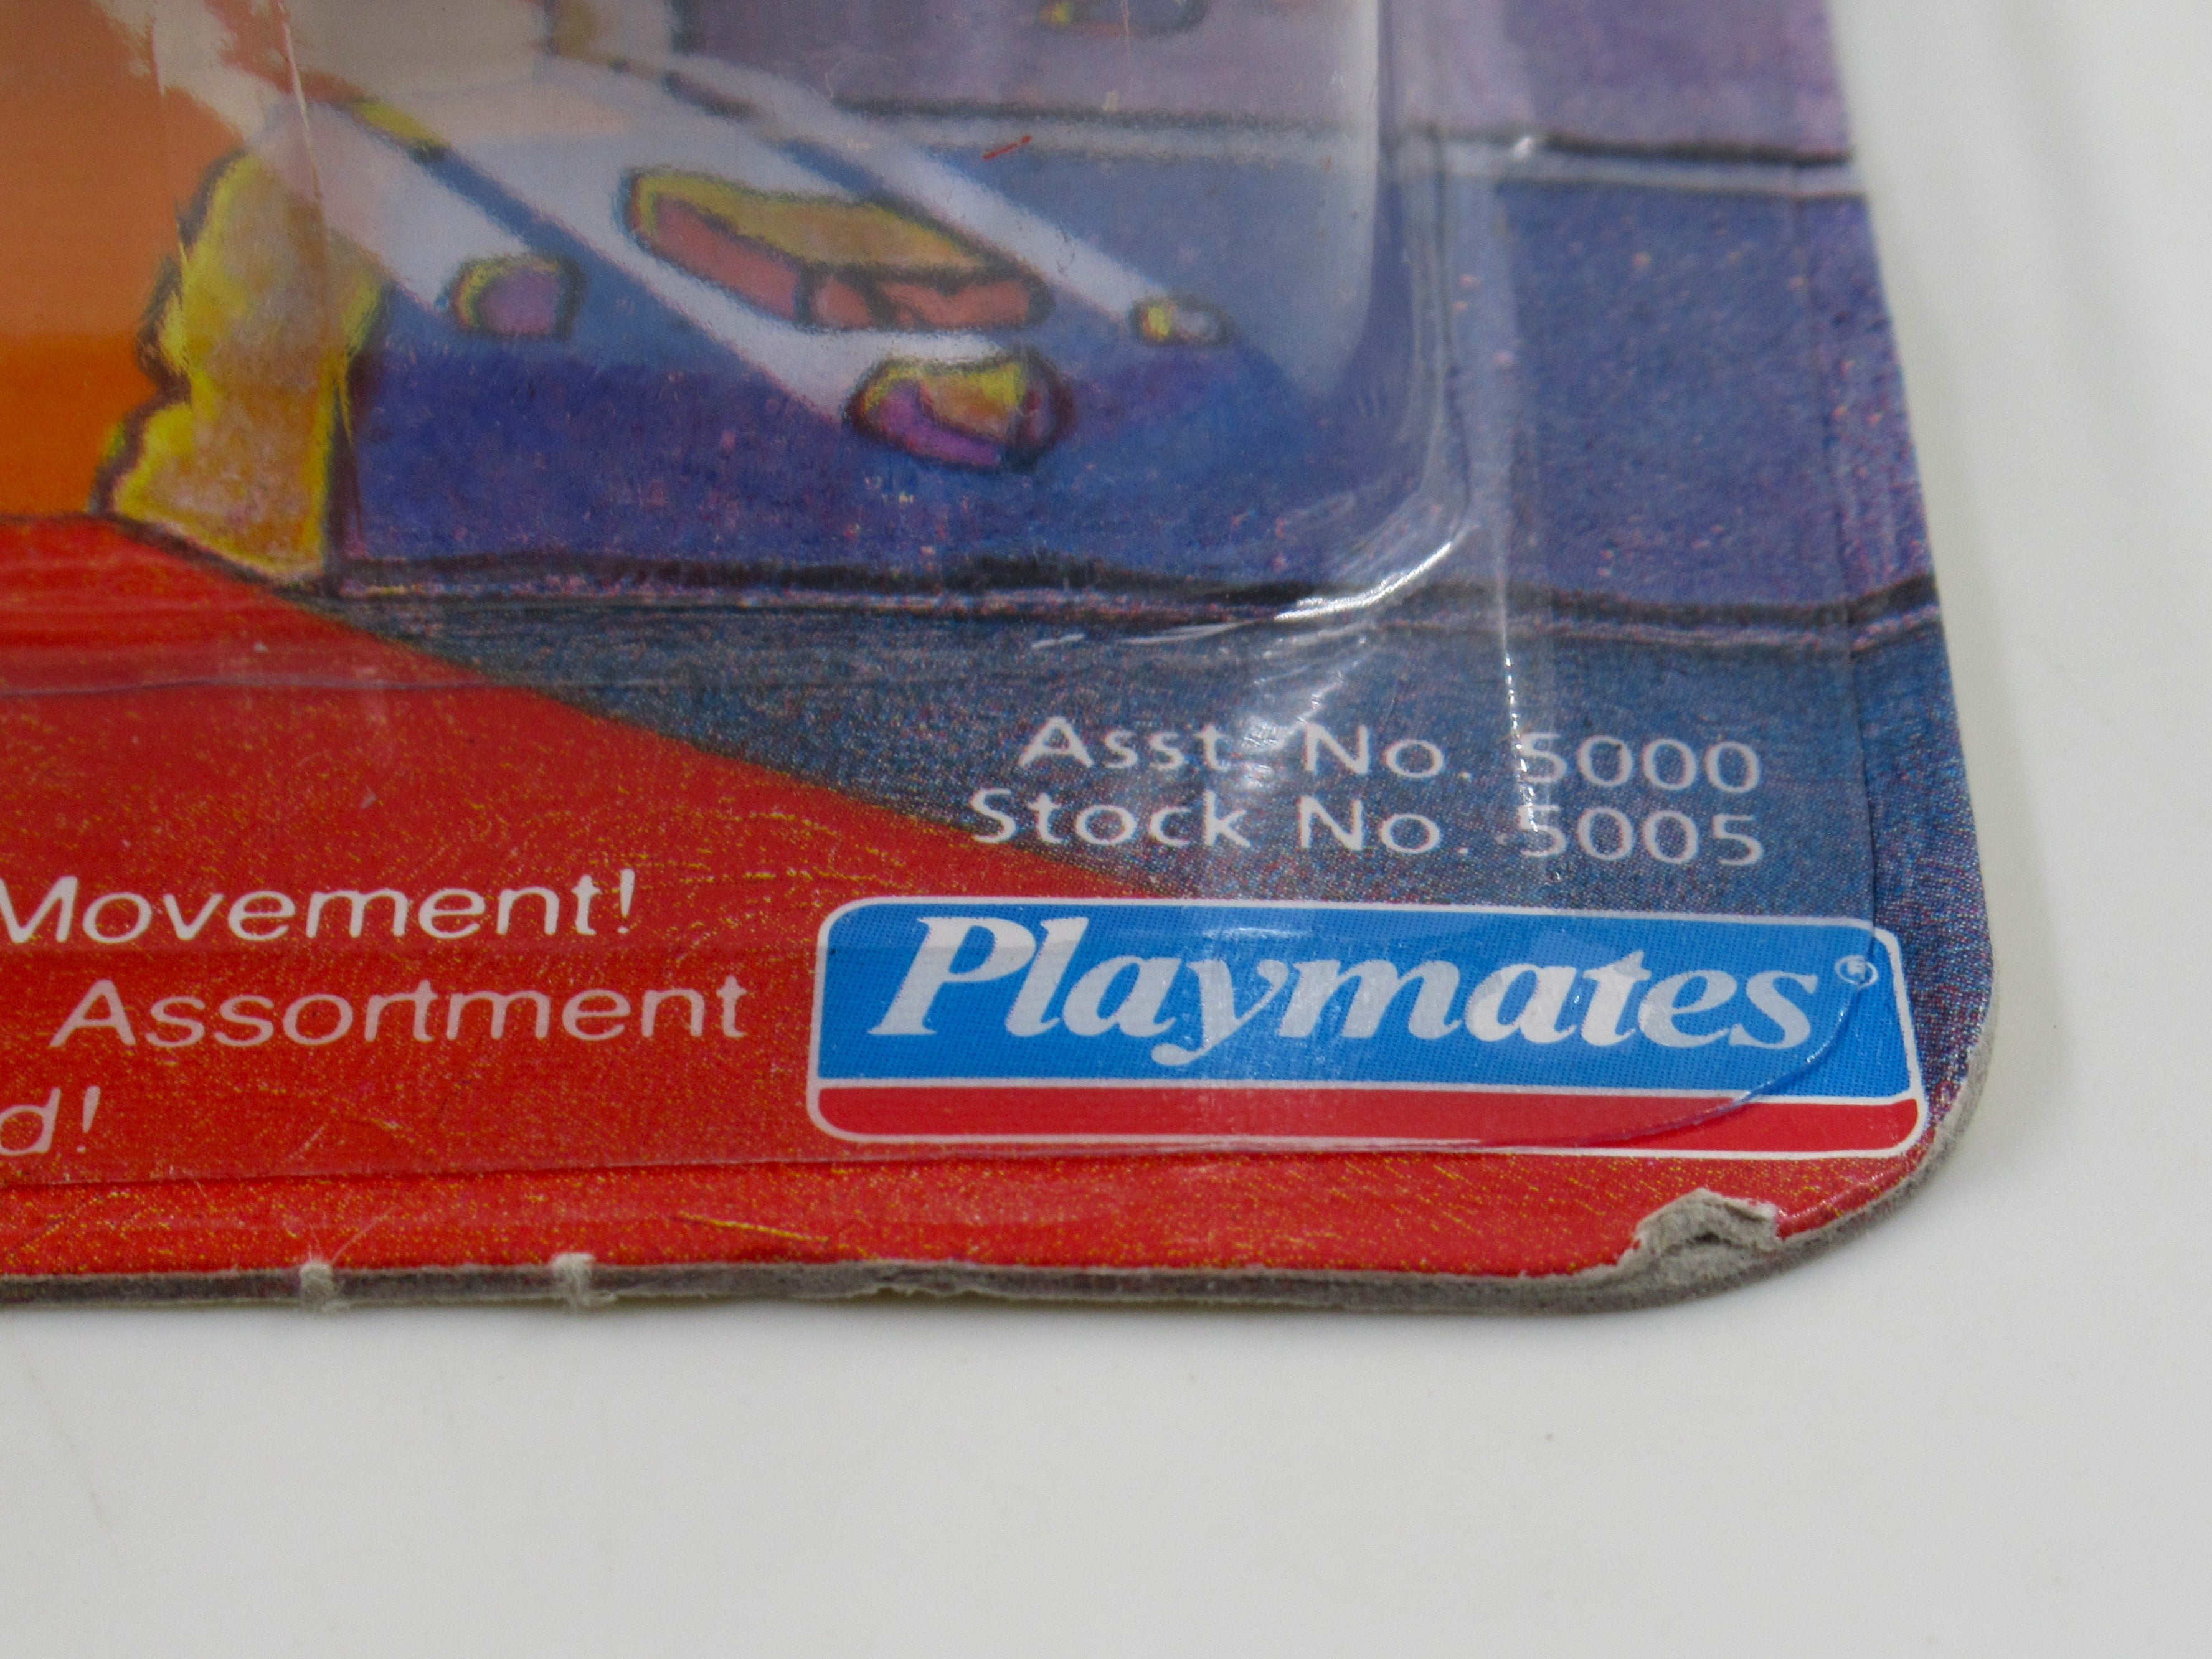 Asst. No. 5000
Stock No. 5005
Movement!
Assortment
d!
Playmates®